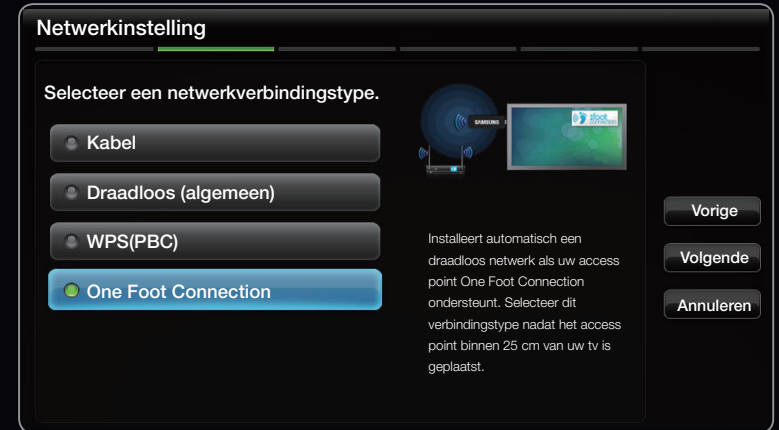 Netwerkinstelling
Selecteer een netwerkverbindingstype.
Kabel
Draadloos (algemeen)
WPS(PBC)
One Foot Connection
SAMSUNG
1foot
connection
Installeert automatisch een
draadloos netwerk als uw access
point One Foot Connection
ondersteunt. Selecteer dit
verbindingstype nadat het access
point binnen 25 cm van uw tv is
geplaatst.
Vorige
Volgende
Annuleren